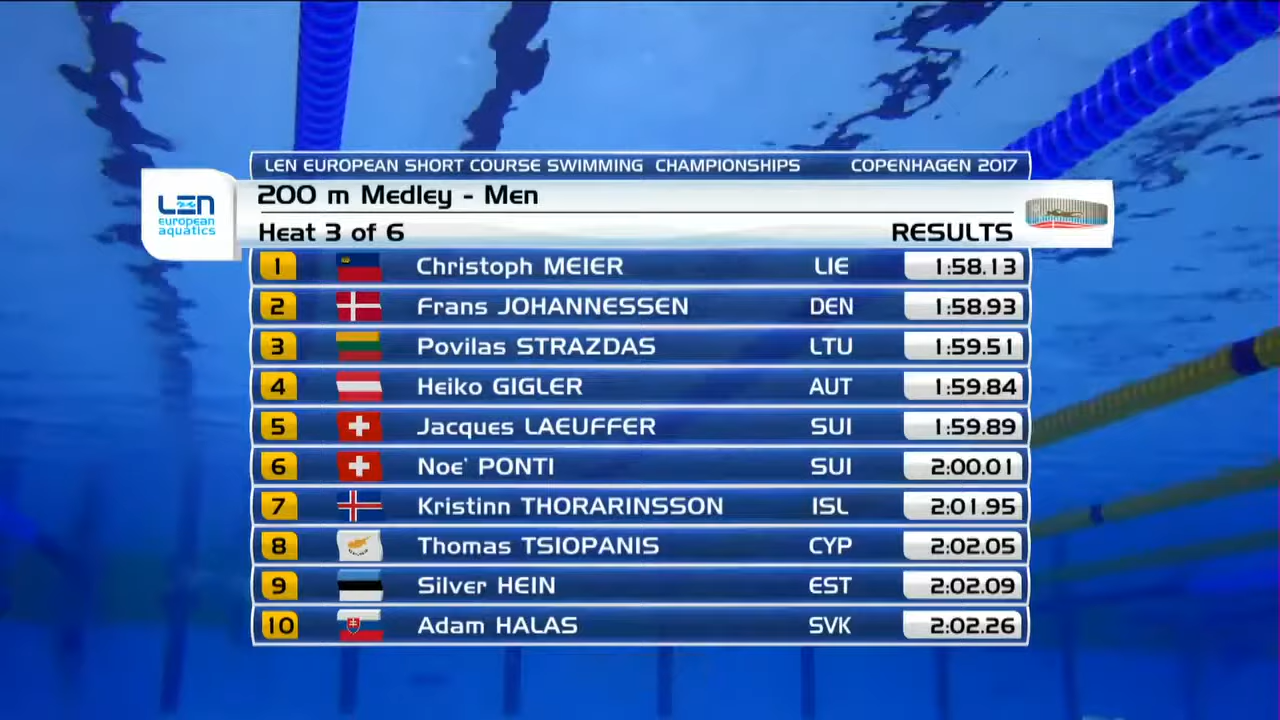 LEN EUROPEAN SHORT COURSE SWIMMING CHAMPIONSHIPS COPENHAGEN 2017
LEN
european
aquatics
200 m Medley - Men
Heat 3 of 6 RESULTS
1 Christoph MEIER LIE 1:58.13
2 Frans JOHANNESSEN DEN 1:58.93
3 Povilas STRAZDAS LTU 1:59.51
4 Heiko GIGLER AUT 1:59.84
5 Jacques LAEUFFER SUI 1:59.89
6 Noe' PONTI SUI 2:00.01
7 Kristinn THORARINSSON ISL 2:01.95
8 Thomas TSIOPANIS CYP 2:02.05
9 Silver HEIN EST 2:02.09
10 Adam HALAS SVK 2:02.26